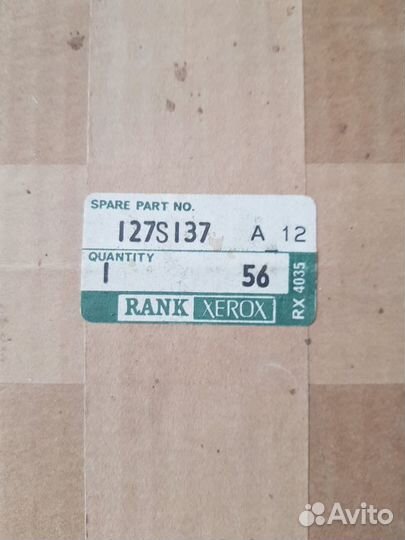 SPARE PART NO.
127S137 A 12
QUANTITY
1 56
RANK XEROX
RX 4035
Avito